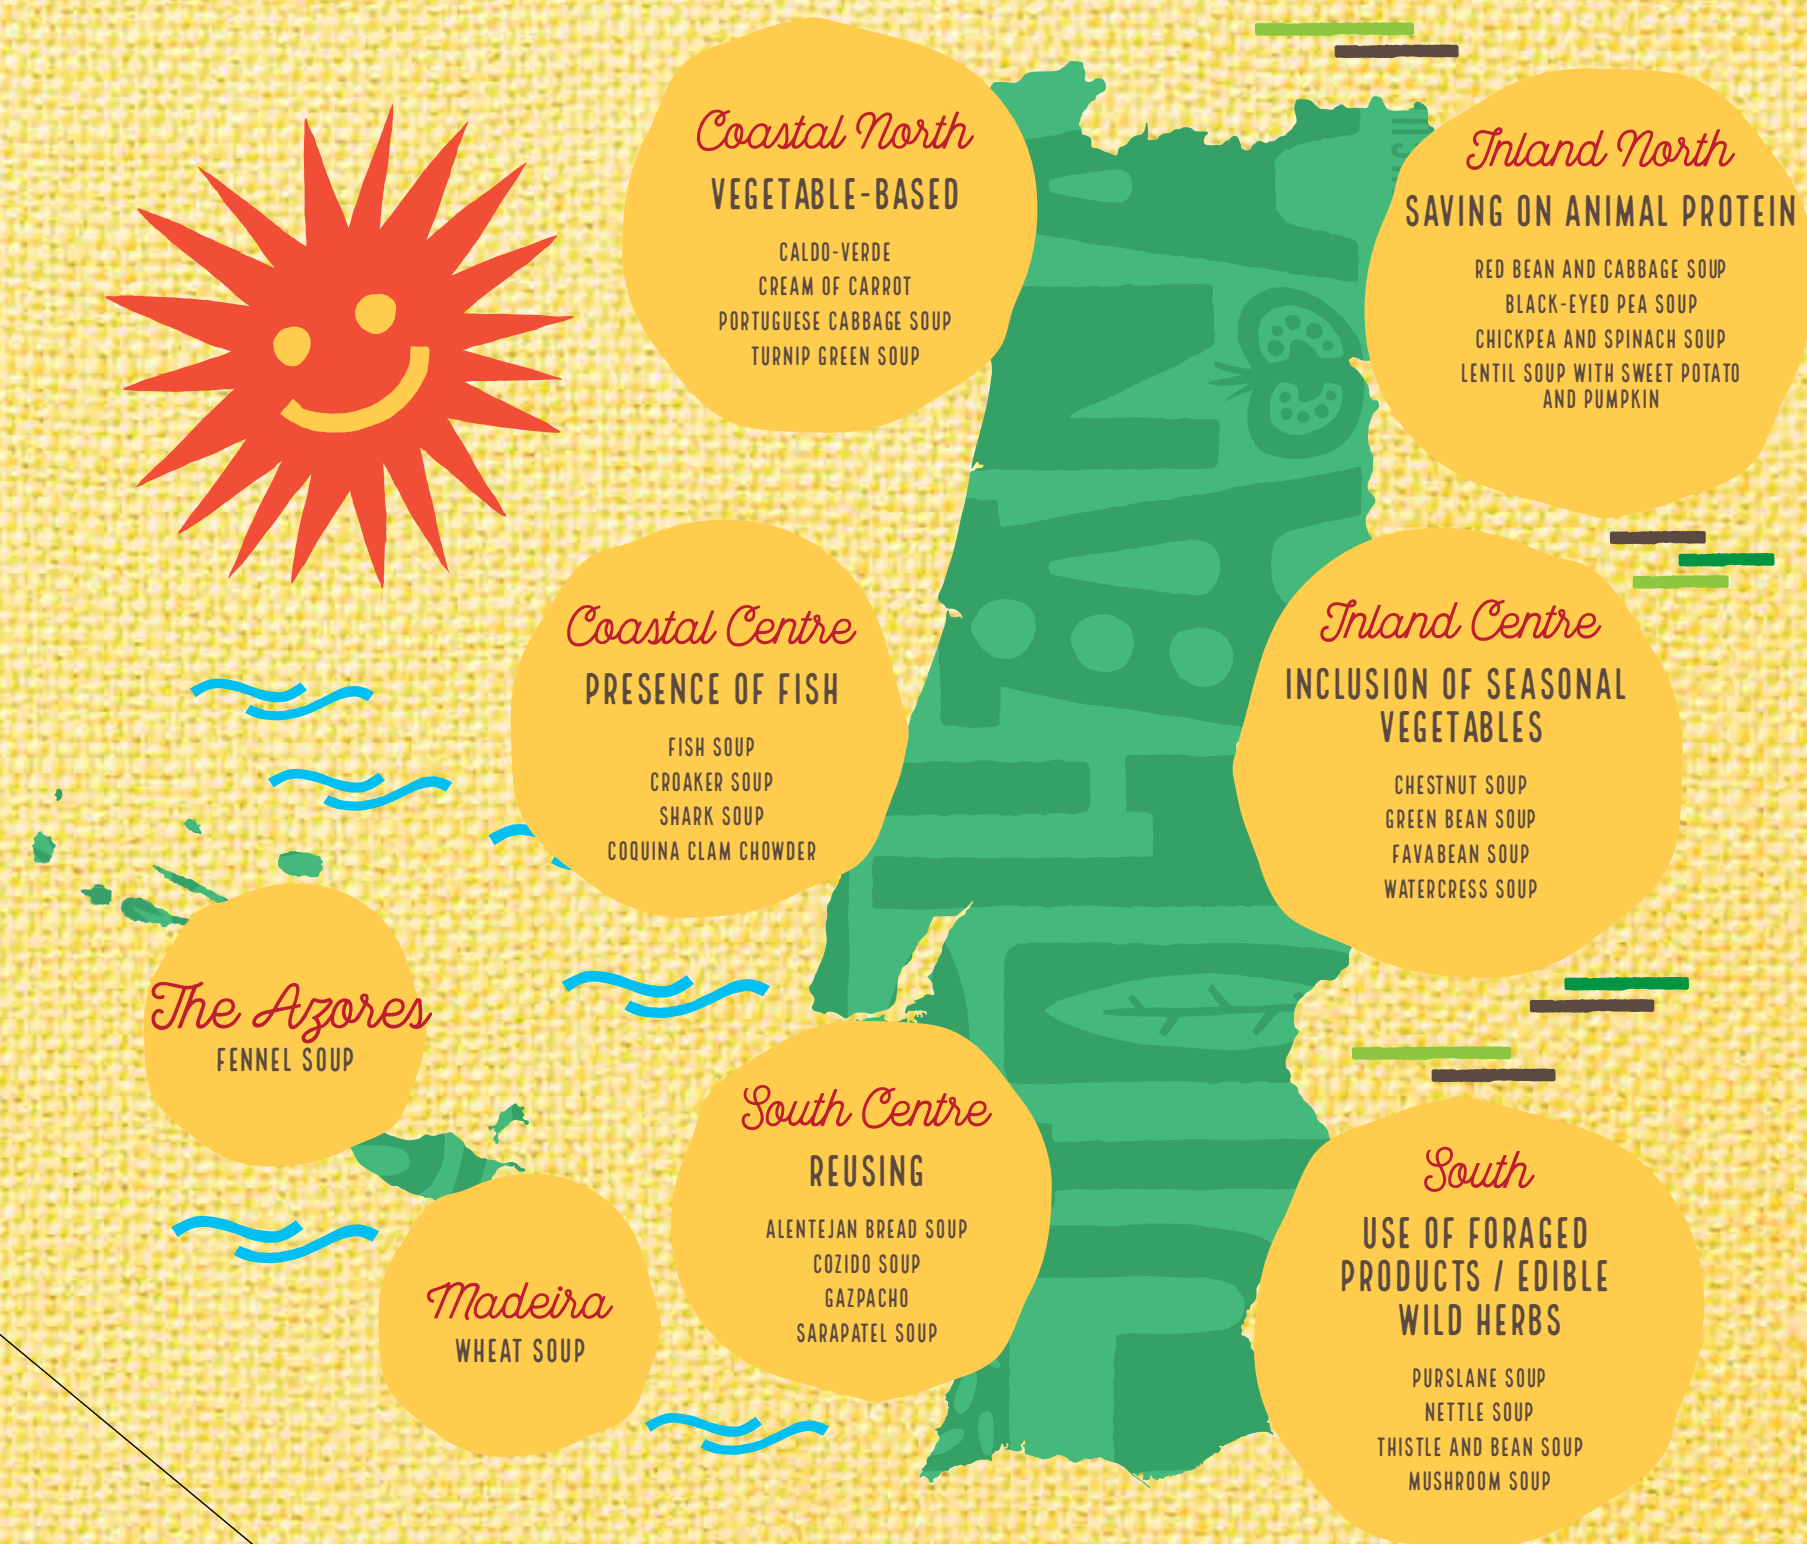 Coastal North
VEGETABLE-BASED
CALDO-VERDE
CREAM OF CARROT
PORTUGUESE CABBAGE SOUP
TURNIP GREEN SOUP
Inland North
SAVING ON ANIMAL PROTEIN
RED BEAN AND CABBAGE SOUP
BLACK-EYED PEA SOUP
CHICKPEA AND SPINACH SOUP
LENTIL SOUP WITH SWEET POTATO
AND PUMPKIN
Coastal Centre
PRESENCE OF FISH
FISH SOUP
CROAKER SOUP
SHARK SOUP
COQUINA CLAM CHOWDER
Inland Centre
INCLUSION OF SEASONAL
VEGETABLES
CHESTNUT SOUP
GREEN BEAN SOUP
FAVABEAN SOUP
WATERCRESS SOUP
The Azores
FENNEL SOUP
South Centre
REUSING
ALENTEJAN BREAD SOUP
COZIDO SOUP
GAZPACHO
SARAPATEL SOUP
Madeira
WHEAT SOUP
South
USE OF FORAGED
PRODUCTS / EDIBLE
WILD HERBS
PURSLANE SOUP
NETTLE SOUP
THISTLE AND BEAN SOUP
MUSHROOM SOUP